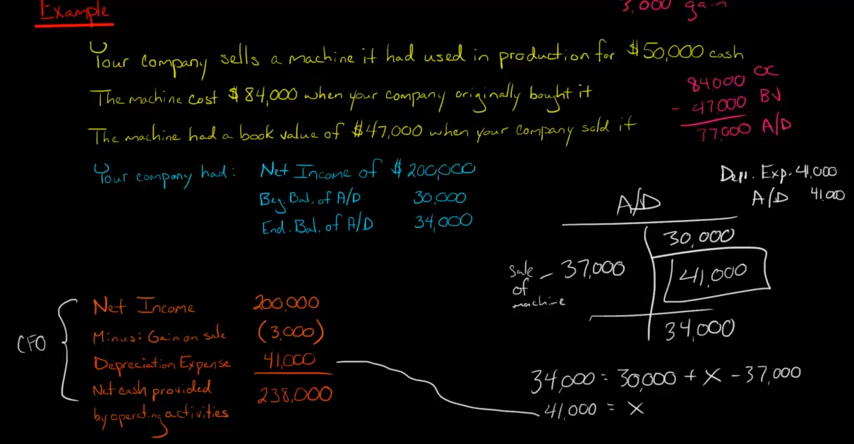 Example
3,000 gain
Your company sells a machine it had used in production for $50,000 cash
The machine cost $84,000 when your company originally bought it
The machine had a book value of $47,000 when your company sold it
84000 OC
- 47000 BV
37,000 A/D
Your company had: Net Income of $200,000
Beg. Bal. of A/D 30,000
End. Bal. of A/D 34,000
Depr. Exp. 41,000
A/D 41,000
A/D
30,000
sale of machine - 37,000
41,000
34,000
CFO
Net Income 200,000
Minus: Gain on sale (3,000)
Depreciation Expense 41,000
Net cash provided
by operating activities 238,000
34,000 = 30,000 + x - 37,000
41,000 = x